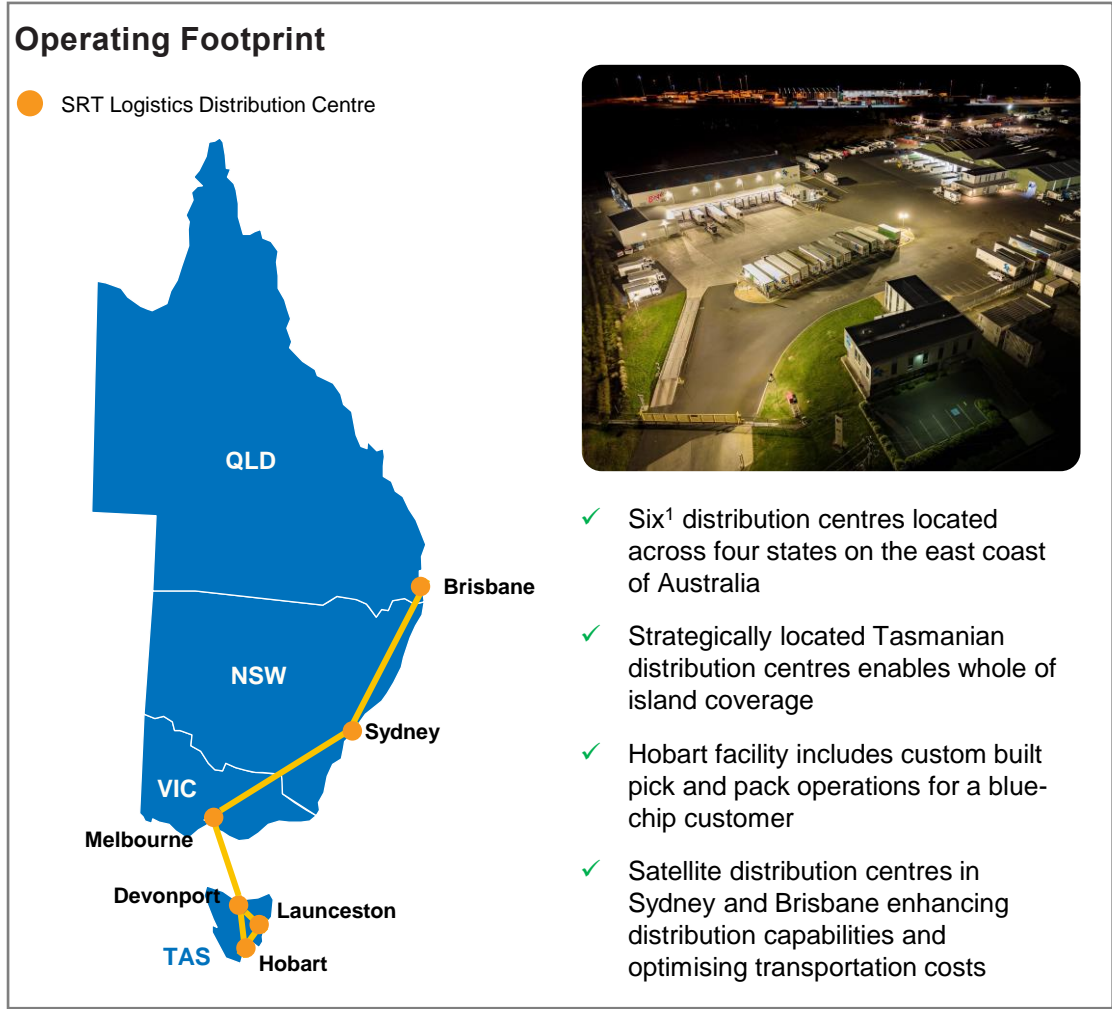 Operating Footprint
SRT Logistics Distribution Centre
QLD
Brisbane
NSW
Sydney
VIC
Melbourne
Devonport
Launceston
TAS
Hobart
✓ Six¹ distribution centres located
across four states on the east coast
of Australia
✓ Strategically located Tasmanian
distribution centres enables whole of
island coverage
✓ Hobart facility includes custom built
pick and pack operations for a blue-
chip customer
✓ Satellite distribution centres in
Sydney and Brisbane enhancing
distribution capabilities and
optimising transportation costs